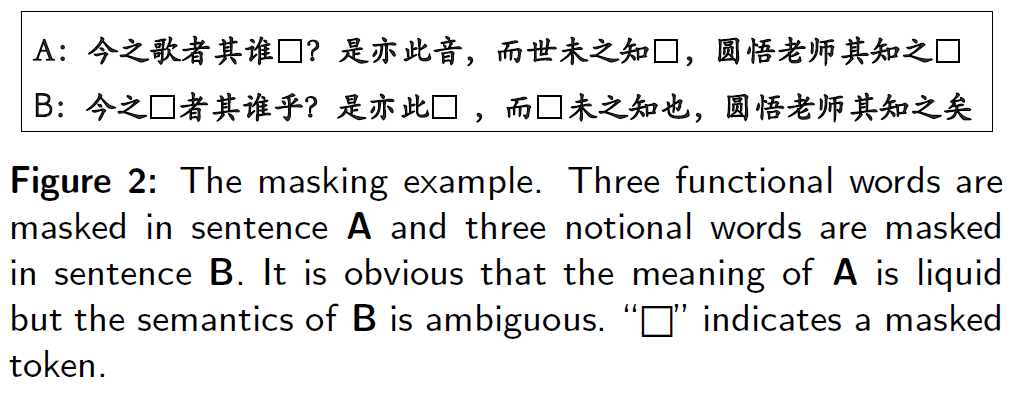 A: 今之歌者其谁□？是亦此音，而世未之知□，圆悟老师其知之□
B: 今之□者其谁乎？是亦此□，而□未之知也，圆悟老师其知之矣
Figure 2: The masking example. Three functional words are
masked in sentence A and three notional words are masked
in sentence B. It is obvious that the meaning of A is liquid
but the semantics of B is ambiguous. “□” indicates a masked
token.